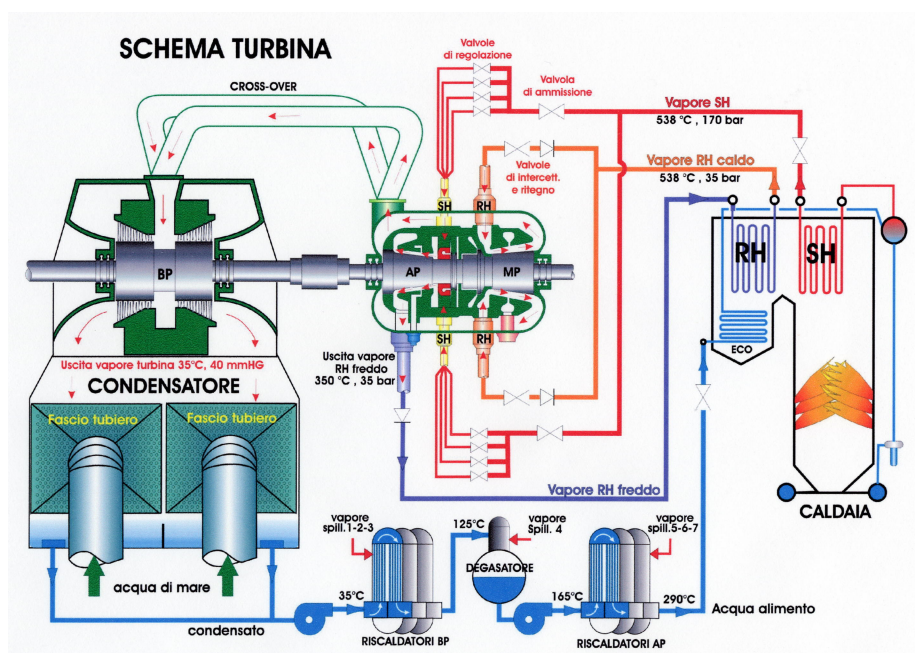 SCHEMA TURBINA
CROSS-OVER
Valvole
di regolazione
Valvola
di ammissione
Vapore SH
538 °C , 170 bar
Valvole
di intercett.
e ritegno
Vapore RH caldo
538 °C , 35 bar
SH
RH
RH
SH
BP
AP
MP
ECO
SH
RH
Uscita vapore
RH freddo
350 °C , 35 bar
Uscita vapore turbina 35°C, 40 mmHG
CONDENSATORE
Fascio tubiero
Fascio tubiero
Vapore RH freddo
CALDAIA
vapore
spill.1-2-3
125°C
vapore
Spill. 4
vapore
spill.5-6-7
DEGASATORE
acqua di mare
35°C
165°C
290°C
Acqua alimento
condensato
RISCALDATORI BP
RISCALDATORI AP